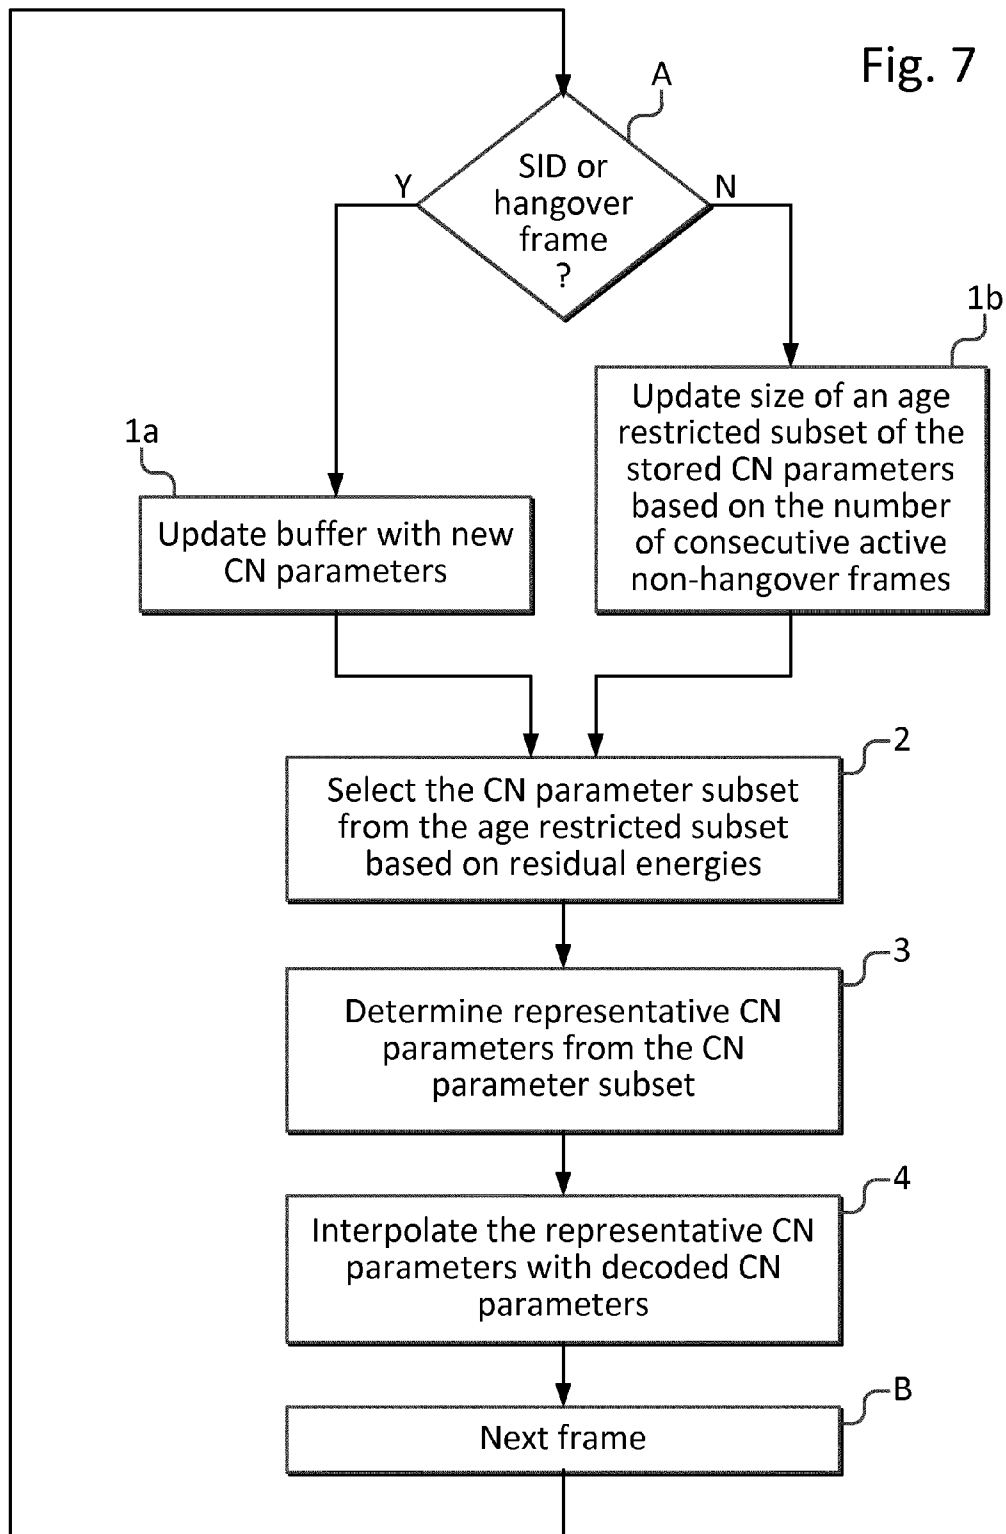 Fig. 7
A
SID or
hangover
frame
?
Y
N
1b
Update size of an age
restricted subset of the
stored CN parameters
based on the number
of consecutive active
non-hangover frames
1a
Update buffer with new
CN parameters
2
Select the CN parameter subset
from the age restricted subset
based on residual energies
3
Determine representative CN
parameters from the CN
parameter subset
4
Interpolate the representative CN
parameters with decoded CN
parameters
B
Next frame